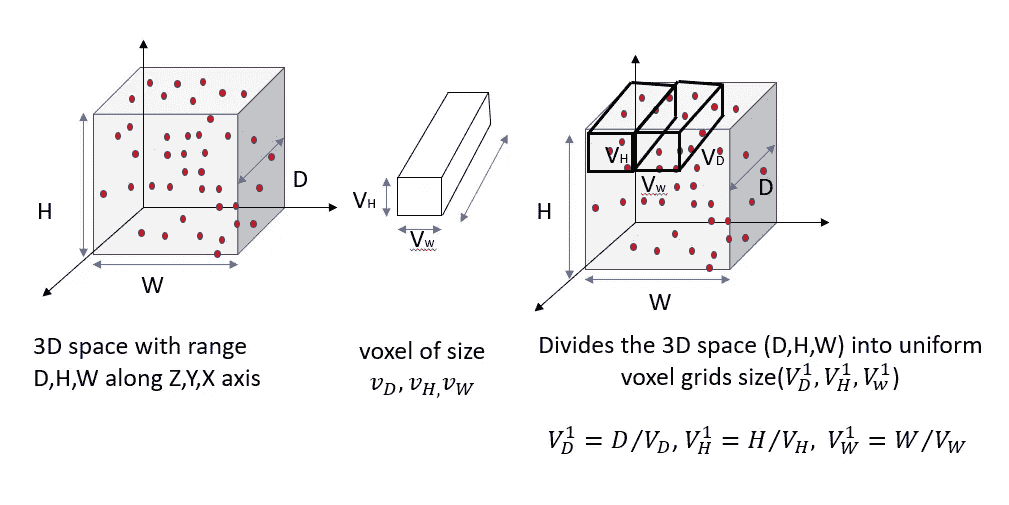 H
D
W
V_H
V_w
V_H
V_D
V_w
H
D
W
3D space with range
D,H,W along Z,Y,X axis
voxel of size
v_D, v_H, v_W
Divides the 3D space (D,H,W) into uniform
voxel grids size(V_D^1, V_H^1, V_w^1)
V_D^1 = D/V_D, V_H^1 = H/V_H, V_W^1 = W/V_W